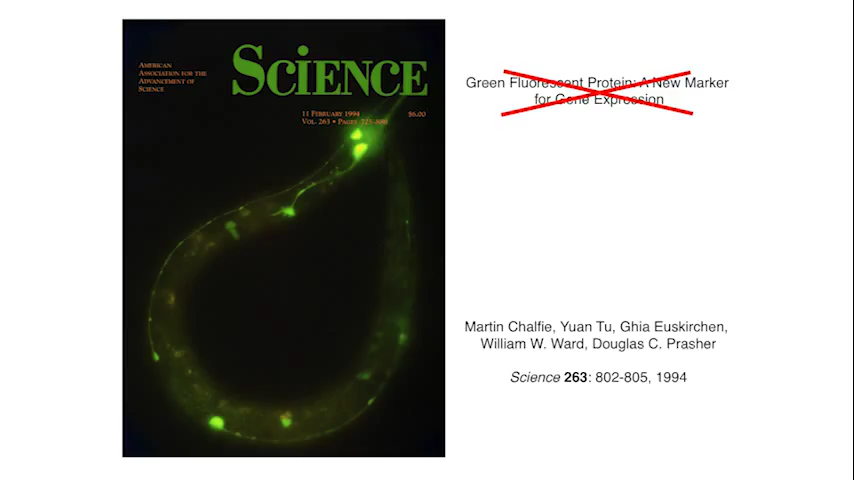 AMERICAN
ASSOCIATION FOR THE
ADVANCEMENT OF
SCIENCE
SCIENCE
11 FEBRUARY 1994
$6.00
VOL. 263 • PAGES
Green Fluorescent Protein: A New Marker
for Gene Expression
Martin Chalfie, Yuan Tu, Ghia Euskirchen,
William W. Ward, Douglas C. Prasher
Science 263: 802-805, 1994